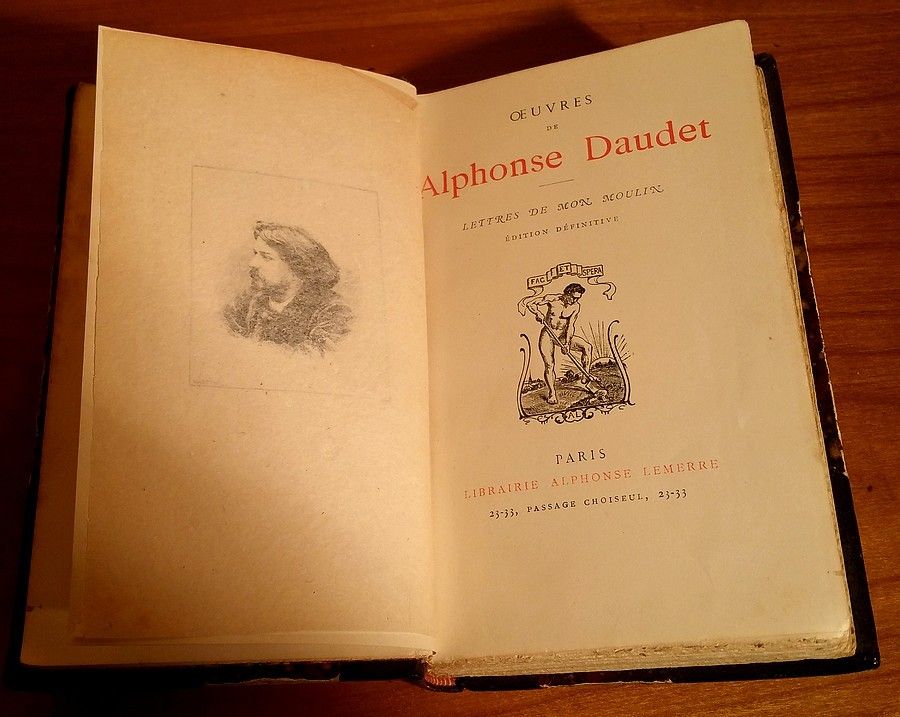 ŒUVRES
DE
Alphonse Daudet
LETTRES DE MON MOULIN
ÉDITION DÉFINITIVE
FAC ET SPERA
AL
PARIS
LIBRAIRIE ALPHONSE LEMERRE
23-33, PASSAGE CHOISEUL, 23-33